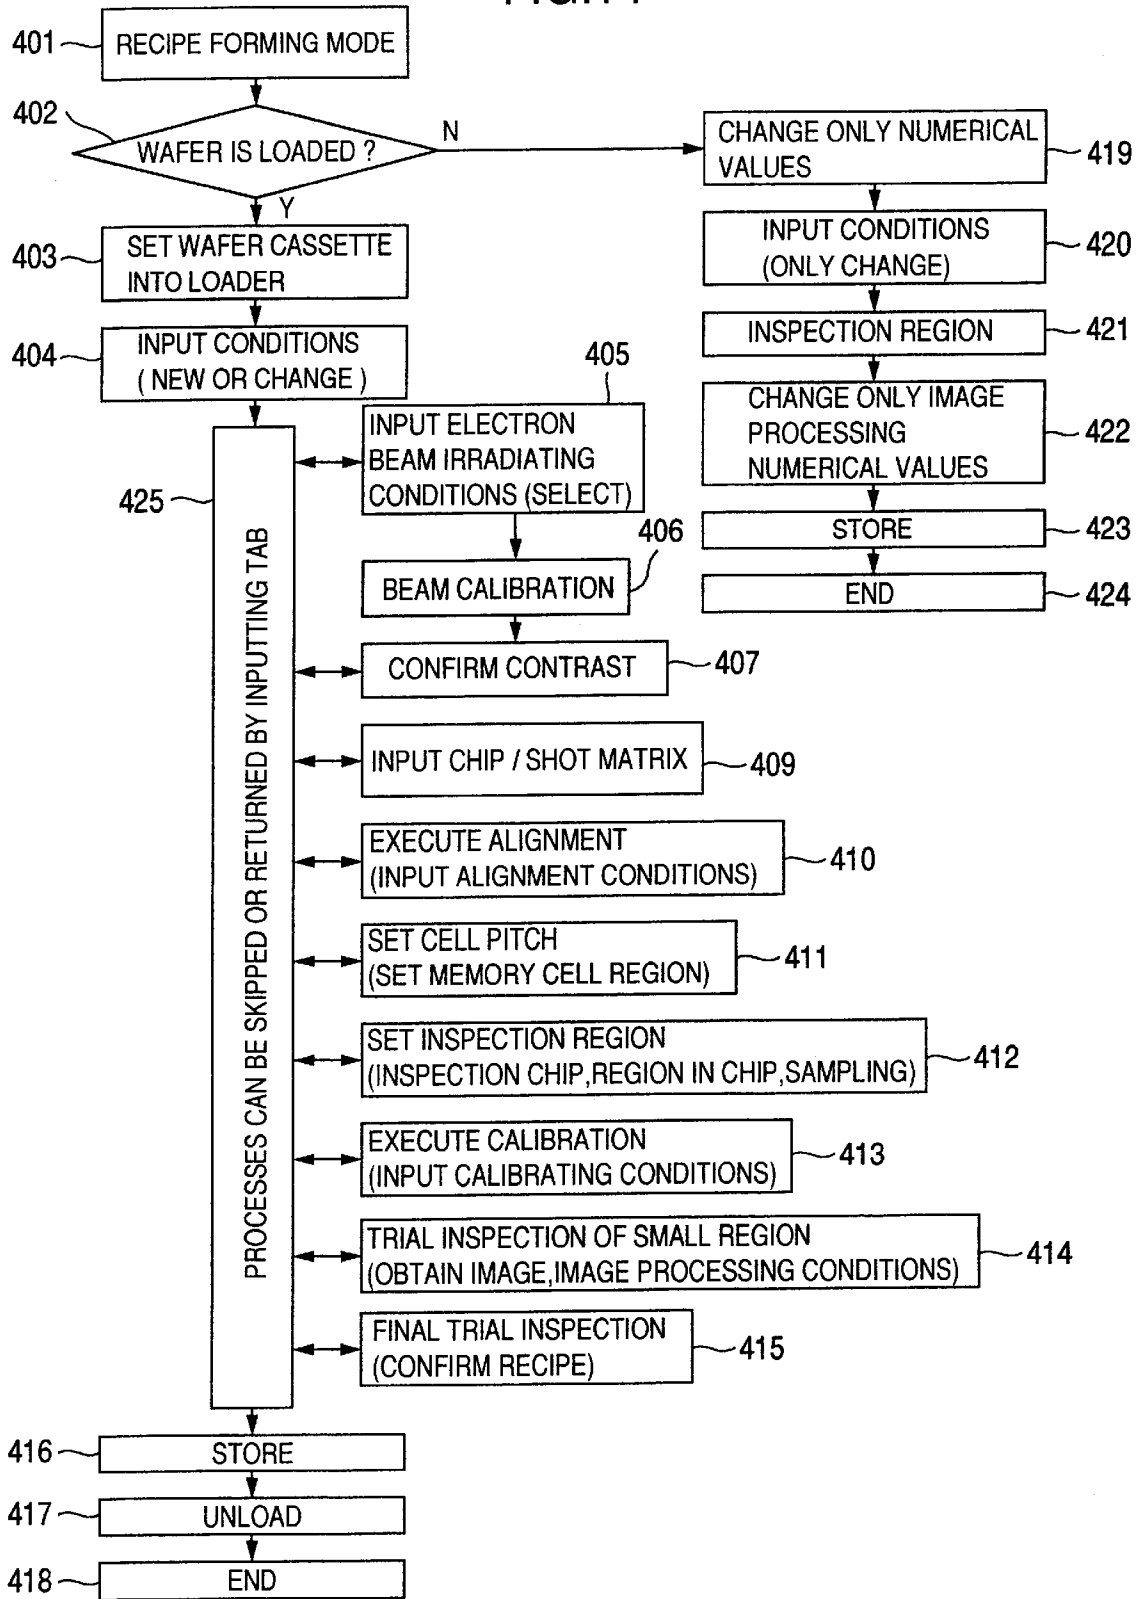 401
RECIPE FORMING MODE
402
WAFER IS LOADED ?
N
Y
403
SET WAFER CASSETTE
INTO LOADER
404
INPUT CONDITIONS
( NEW OR CHANGE )
425
PROCESSES CAN BE SKIPPED OR RETURNED BY INPUTTING TAB
405
INPUT ELECTRON
BEAM IRRADIATING
CONDITIONS (SELECT)
406
BEAM CALIBRATION
CONFIRM CONTRAST
407
INPUT CHIP / SHOT MATRIX
409
EXECUTE ALIGNMENT
(INPUT ALIGNMENT CONDITIONS)
410
SET CELL PITCH
(SET MEMORY CELL REGION)
411
SET INSPECTION REGION
(INSPECTION CHIP,REGION IN CHIP,SAMPLING)
412
EXECUTE CALIBRATION
(INPUT CALIBRATING CONDITIONS)
413
TRIAL INSPECTION OF SMALL REGION
(OBTAIN IMAGE,IMAGE PROCESSING CONDITIONS)
414
FINAL TRIAL INSPECTION
(CONFIRM RECIPE)
415
416
STORE
417
UNLOAD
418
END
CHANGE ONLY NUMERICAL
VALUES
419
INPUT CONDITIONS
(ONLY CHANGE)
420
INSPECTION REGION
421
CHANGE ONLY IMAGE
PROCESSING
NUMERICAL VALUES
422
STORE
423
END
424